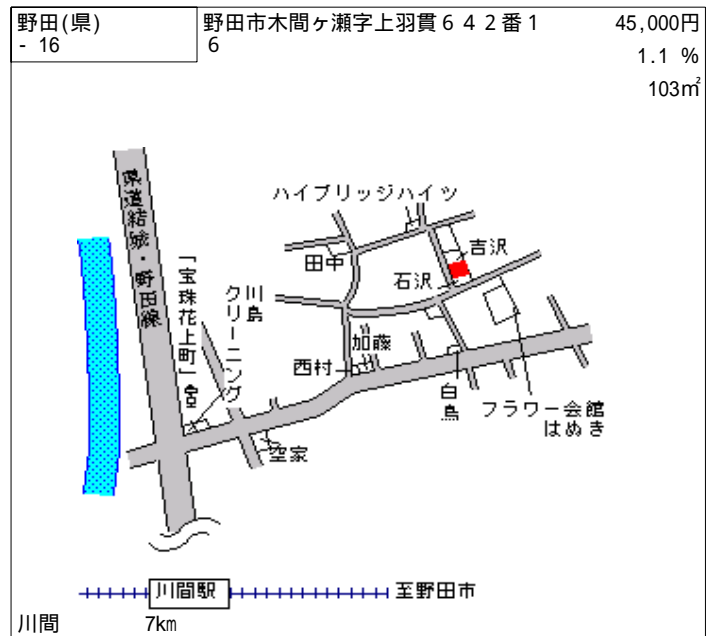 野田(県)
- 16
野田市木間ヶ瀬字上羽貫６４２番１
６
45,000円
1.1 %
103㎡
ハイブリッジハイツ
県道結城・野田線
吉沢
田中
石沢
「宝珠花上町」
川島
クリーニング
加藤
西村
白鳥
フラワー会館
はぬき
空家
川間駅
至野田市
川間
7km